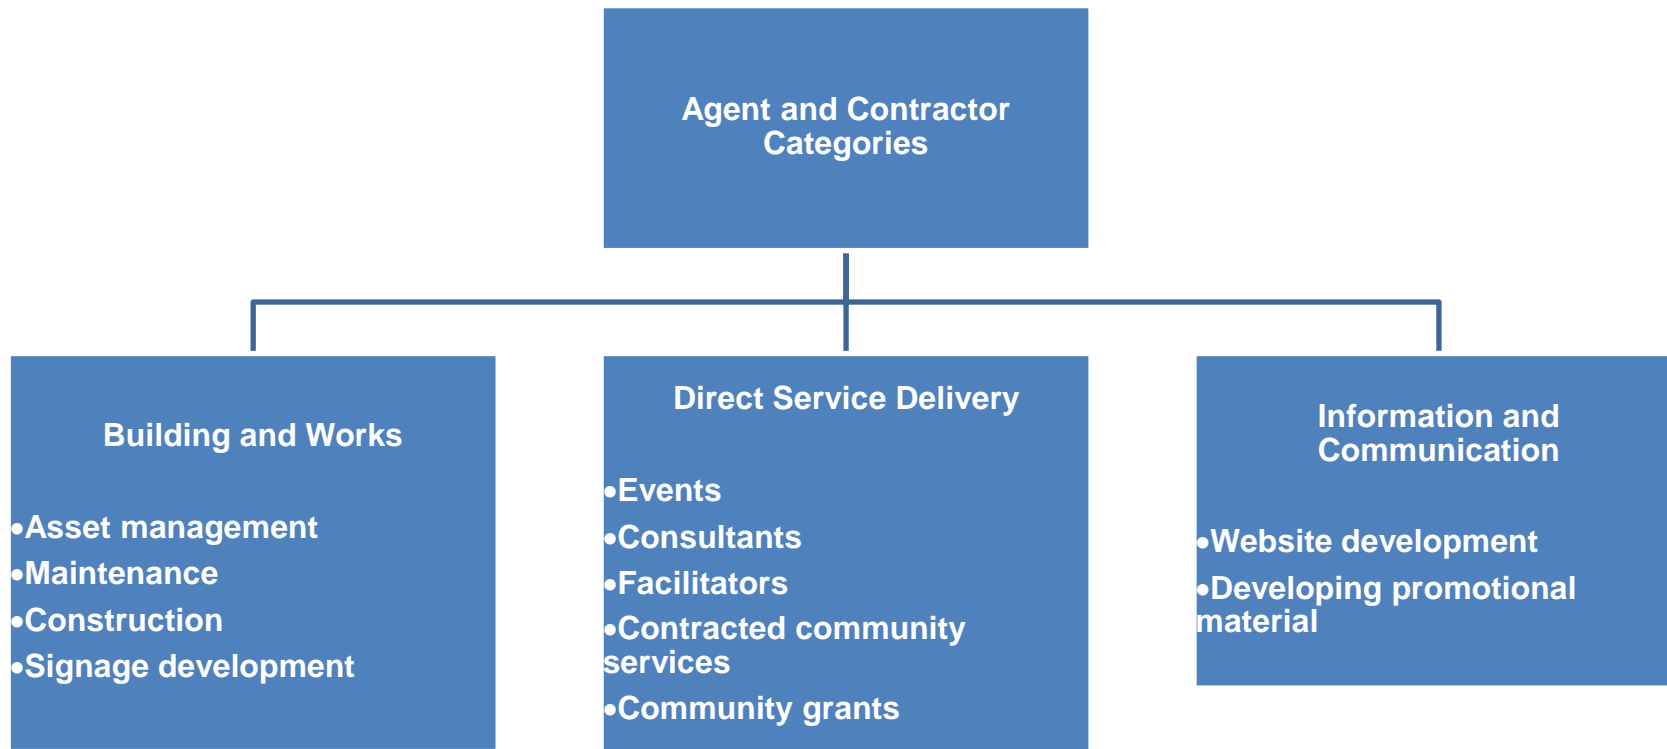 Agent and Contractor
Categories
Building and Works
•Asset management
•Maintenance
•Construction
•Signage development
Direct Service Delivery
•Events
•Consultants
•Facilitators
•Contracted community
services
•Community grants
Information and
Communication
•Website development
•Developing promotional
material